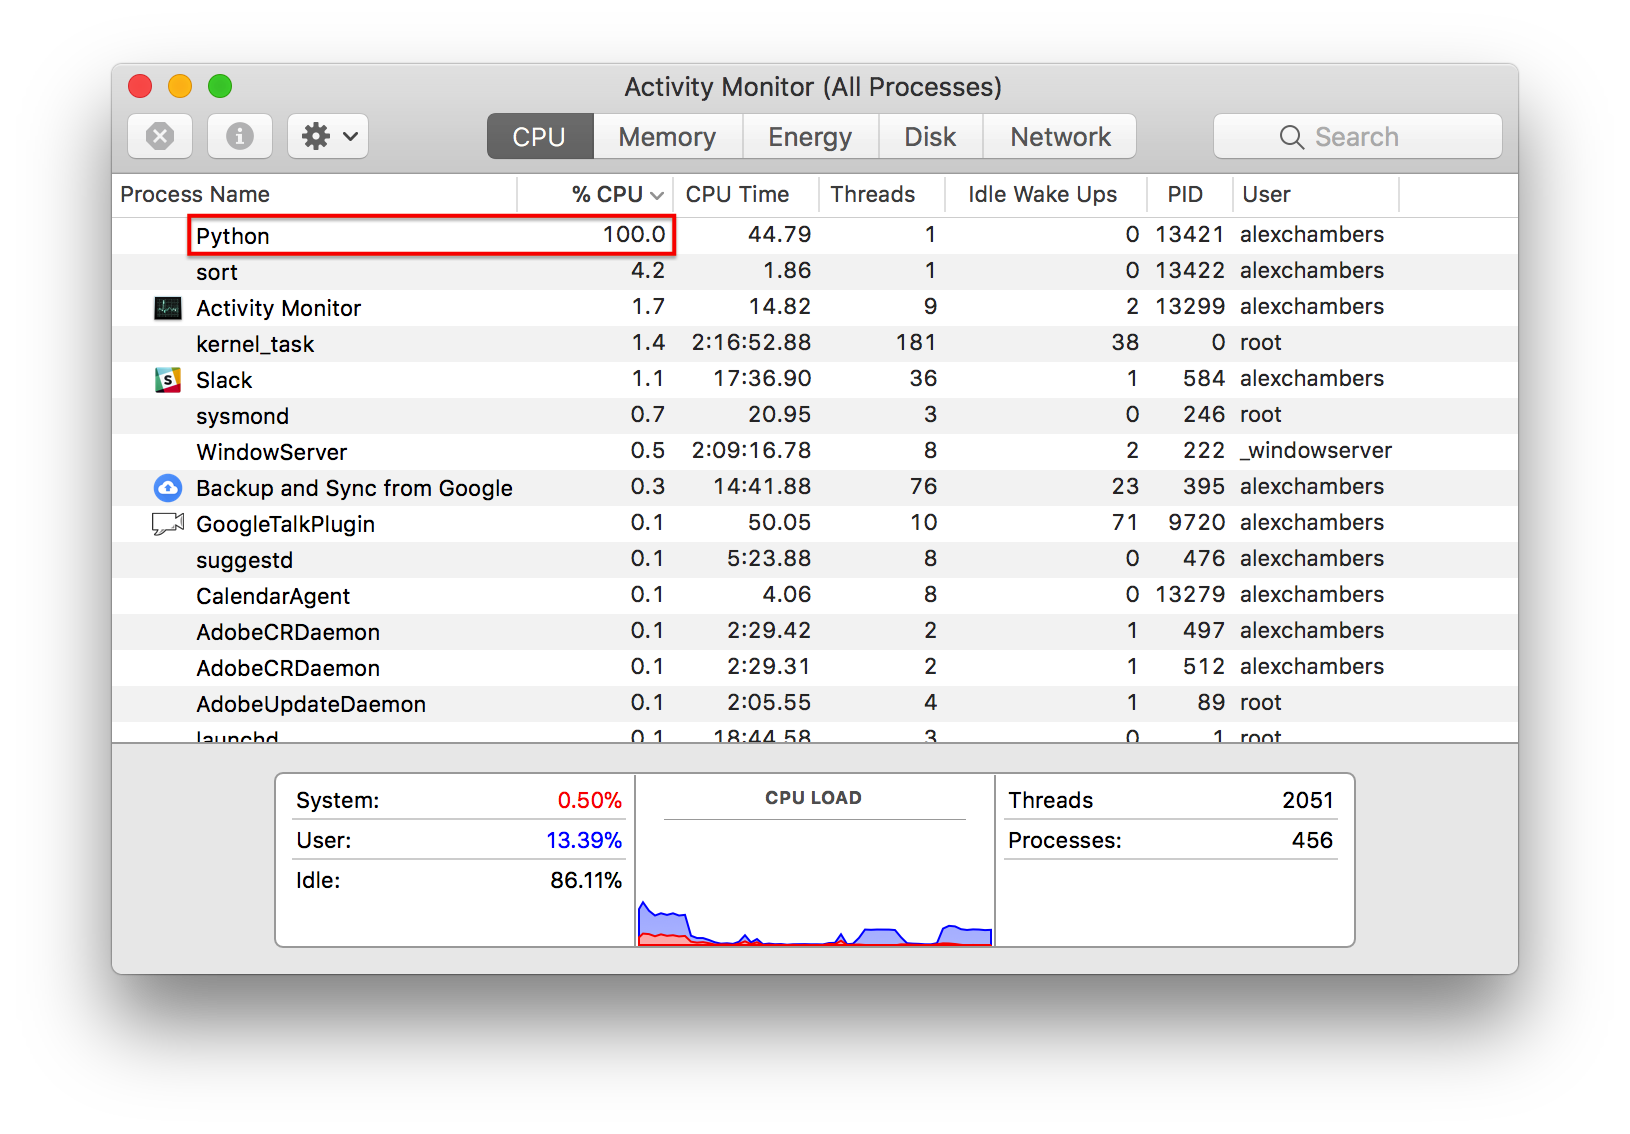 Activity Monitor (All Processes)
CPU Memory Energy Disk Network Search
Process Name % CPU CPU Time Threads Idle Wake Ups PID User
Python 100.0 44.79 1 0 13421 alexchambers
sort 4.2 1.86 1 0 13422 alexchambers
Activity Monitor 1.7 14.82 9 2 13299 alexchambers
kernel_task 1.4 2:16:52.88 181 38 0 root
Slack 1.1 17:36.90 36 1 584 alexchambers
sysmond 0.7 20.95 3 0 246 root
WindowServer 0.5 2:09:16.78 8 2 222 _windowserver
Backup and Sync from Google 0.3 14:41.88 76 23 395 alexchambers
GoogleTalkPlugin 0.1 50.05 10 71 9720 alexchambers
suggestd 0.1 5:23.88 8 0 476 alexchambers
CalendarAgent 0.1 4.06 8 0 13279 alexchambers
AdobeCRDaemon 0.1 2:29.42 2 1 497 alexchambers
AdobeCRDaemon 0.1 2:29.31 2 1 512 alexchambers
AdobeUpdateDaemon 0.1 2:05.55 4 1 89 root
launchd 0.1 18:44.58 3 0 1 root
System: 0.50% CPU LOAD Threads 2051
User: 13.39% Processes: 456
Idle: 86.11%